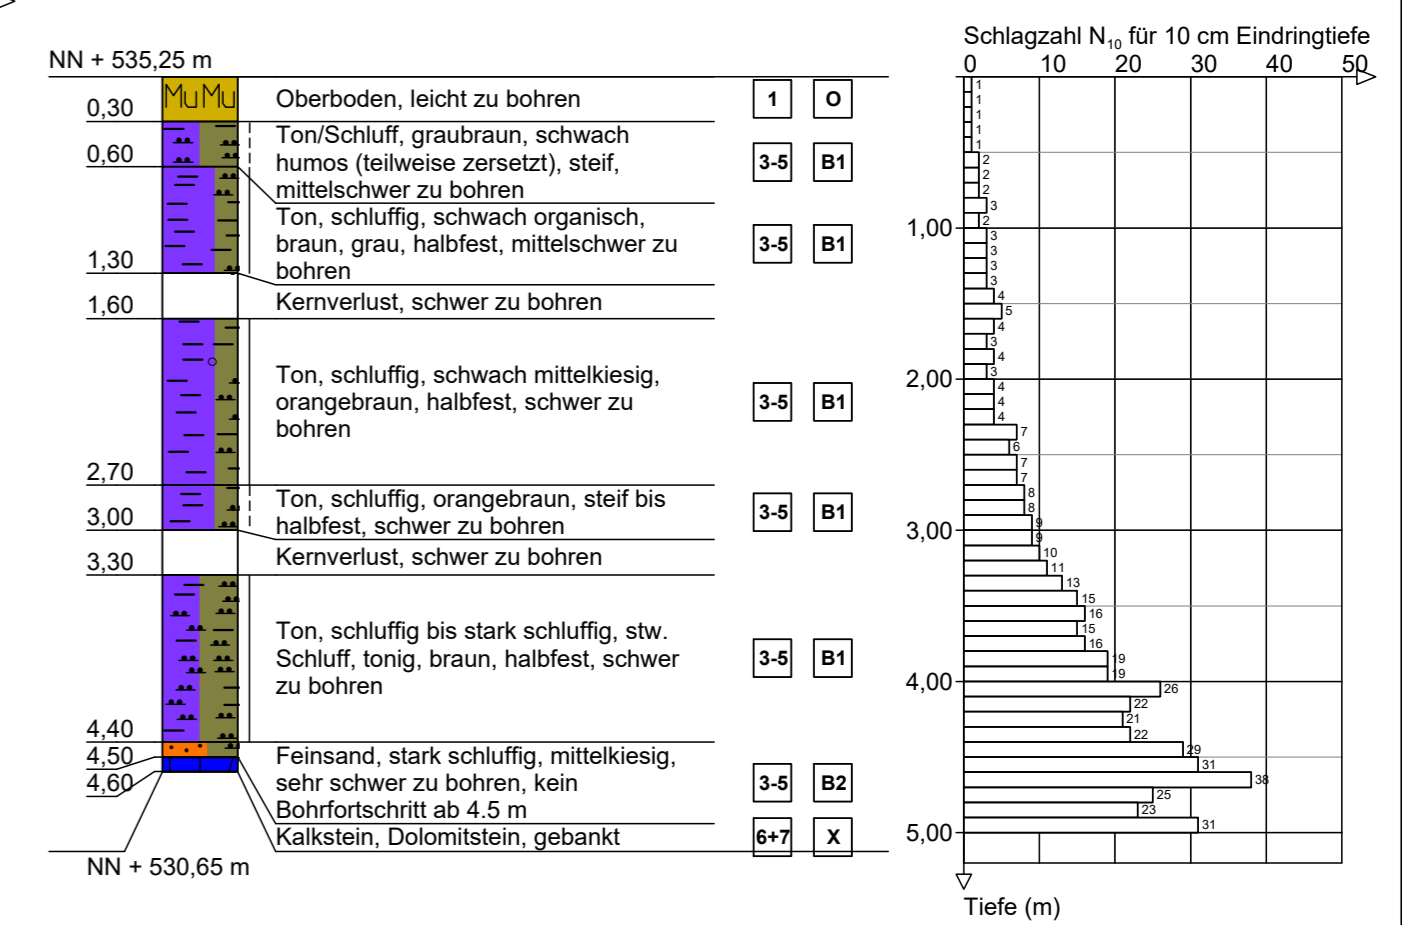 NN + 535,25 m
MuMu
0,30
Oberboden, leicht zu bohren
1 O
Ton/Schluff, graubraun, schwach
humos (teilweise zersetzt), steif,
mittelschwer zu bohren
0,60
3-5 B1
Ton, schluffig, schwach organisch,
braun, grau, halbfest, mittelschwer zu
bohren
1,30
3-5 B1
Kernverlust, schwer zu bohren
1,60
Ton, schluffig, schwach mittelkiesig,
orangebraun, halbfest, schwer zu
bohren
2,70
3-5 B1
Ton, schluffig, orangebraun, steif bis
halbfest, schwer zu bohren
3,00
3-5 B1
Kernverlust, schwer zu bohren
3,30
Ton, schluffig bis stark schluffig, stw.
Schluff, tonig, braun, halbfest, schwer
zu bohren
4,40
3-5 B1
Feinsand, stark schluffig, mittelkiesig,
sehr schwer zu bohren, kein
Bohrfortschritt ab 4.5 m
4,50
3-5 B2
4,60
Kalkstein, Dolomitstein, gebankt
6+7 X
NN + 530,65 m
Schlagzahl N10 für 10 cm Eindringtiefe
0 10 20 30 40 50
1
1
1
1
1
2
2
2
3
2
1,00
3
3
3
3
4
5
4
3
4
3
2,00
4
4
4
7
6
7
7
8
8
9
3,00
9
10
11
13
15
16
15
16
19
19
4,00
26
22
21
22
29
31
38
25
23
31
5,00
Tiefe (m)